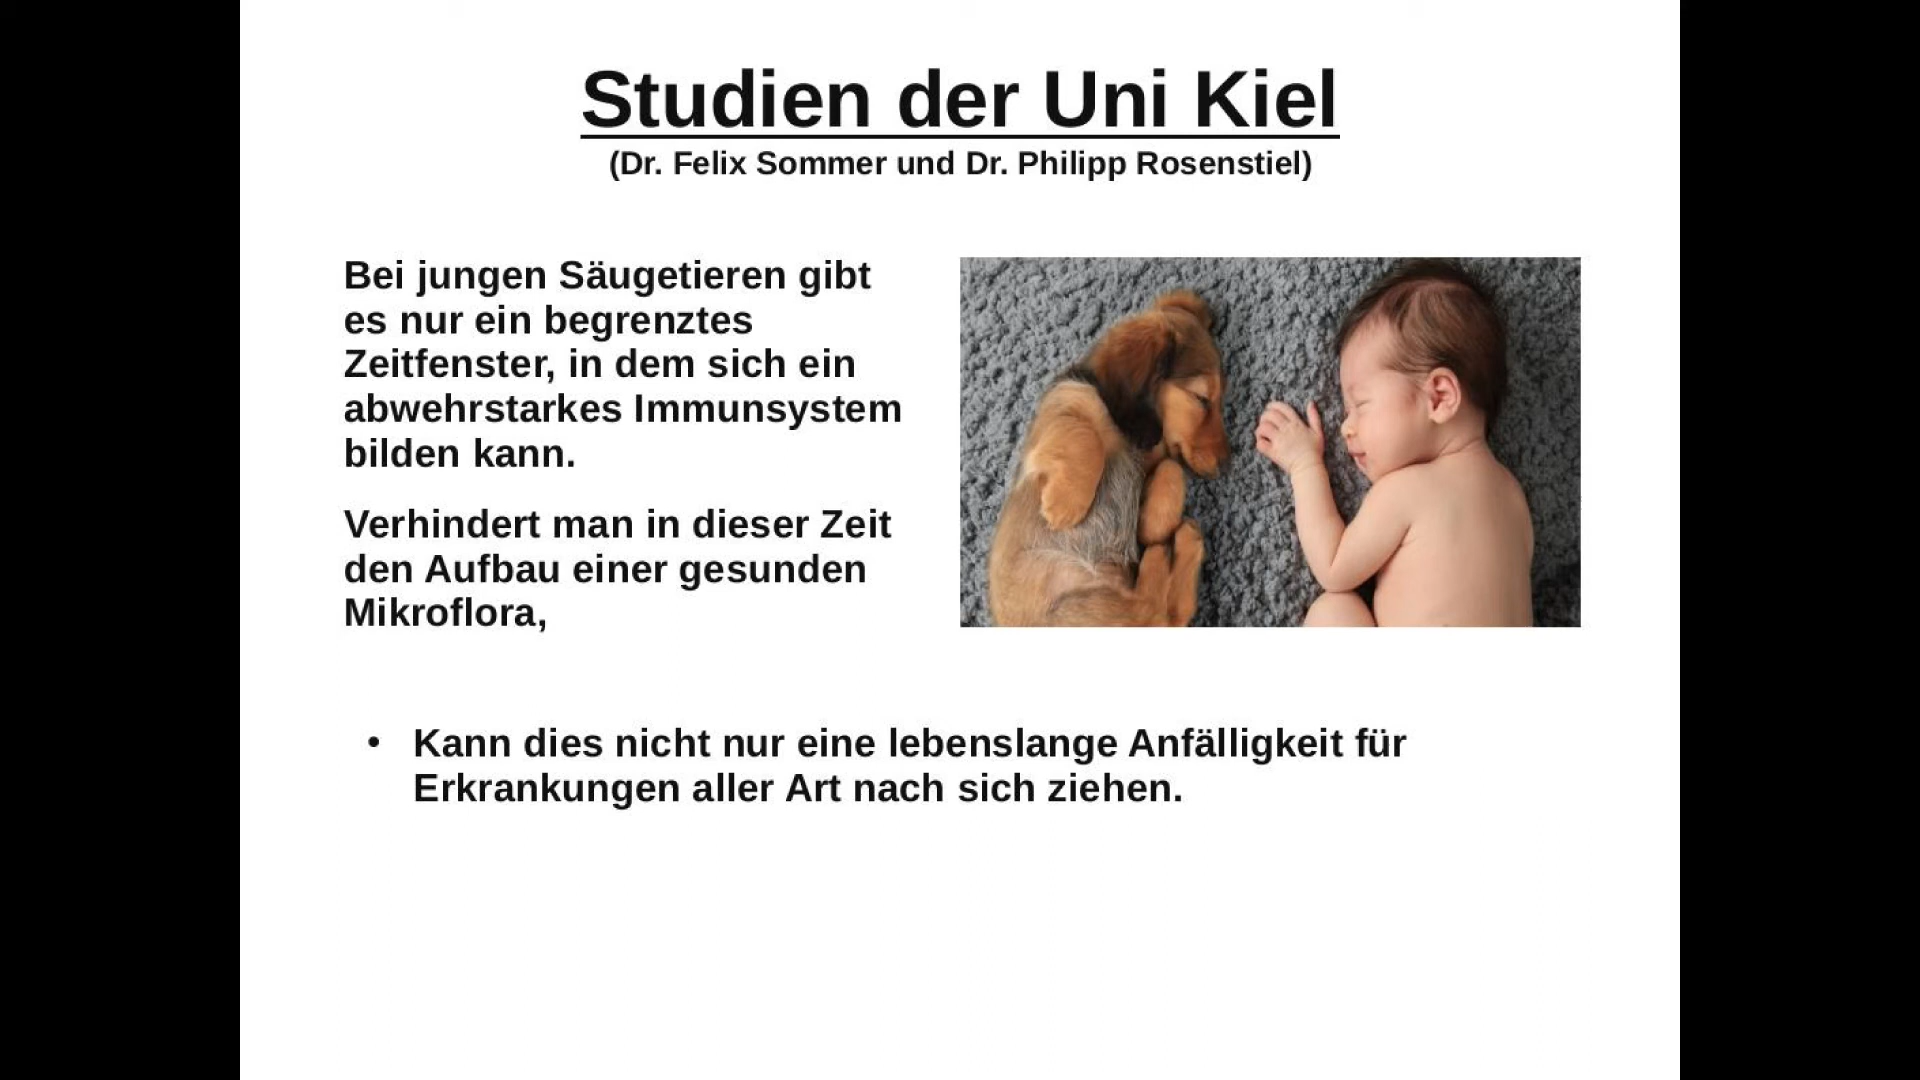 Studien der Uni Kiel
(Dr. Felix Sommer und Dr. Philipp Rosenstiel)
Bei jungen Säugetieren gibt
es nur ein begrenztes
Zeitfenster, in dem sich ein
abwehrstarkes Immunsystem
bilden kann.
Verhindert man in dieser Zeit
den Aufbau einer gesunden
Mikroflora,
• Kann dies nicht nur eine lebenslange Anfälligkeit für
Erkrankungen aller Art nach sich ziehen.